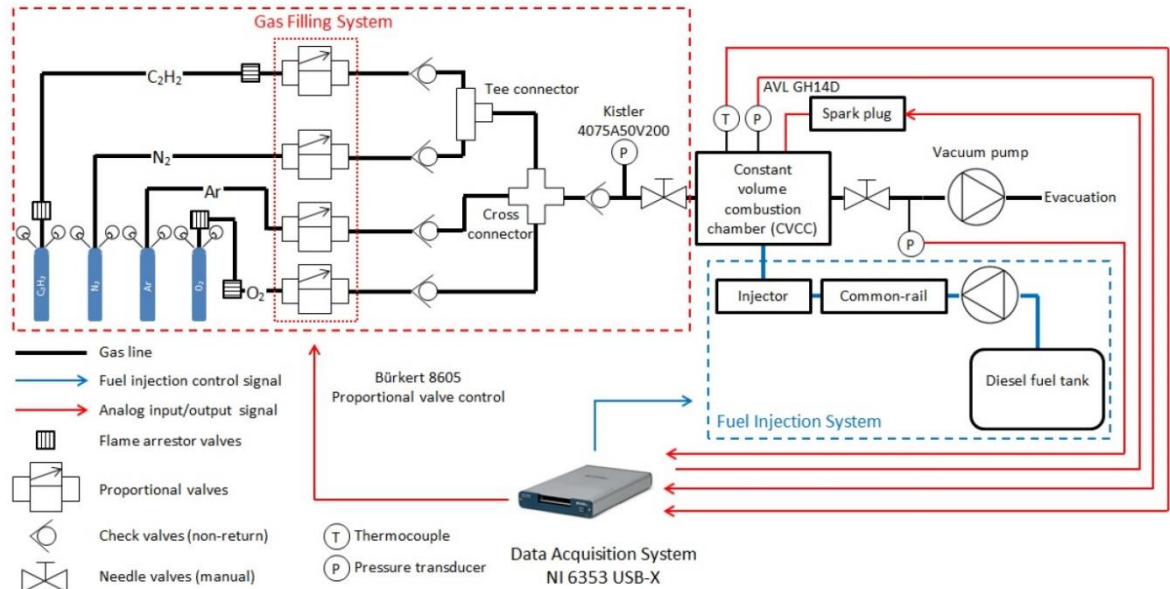 Gas Filling System
C₂H₂
Tee connector
N₂
Ar
Cross
connector
O₂
C₂H₂
N₂
Ar
O₂
Kistler
4075A50V200
P
T
P
AVL GH14D
Spark plug
Constant
volume
combustion
chamber (CVCC)
Vacuum pump
Evacuation
P
Injector
Common-rail
Diesel fuel tank
Fuel Injection System
Gas line
Fuel injection control signal
Analog input/output signal
Flame arrestor valves
Proportional valves
Check valves (non-return)
Needle valves (manual)
Bürkert 8605
Proportional valve control
T Thermocouple
P Pressure transducer
Data Acquisition System
NI 6353 USB-X